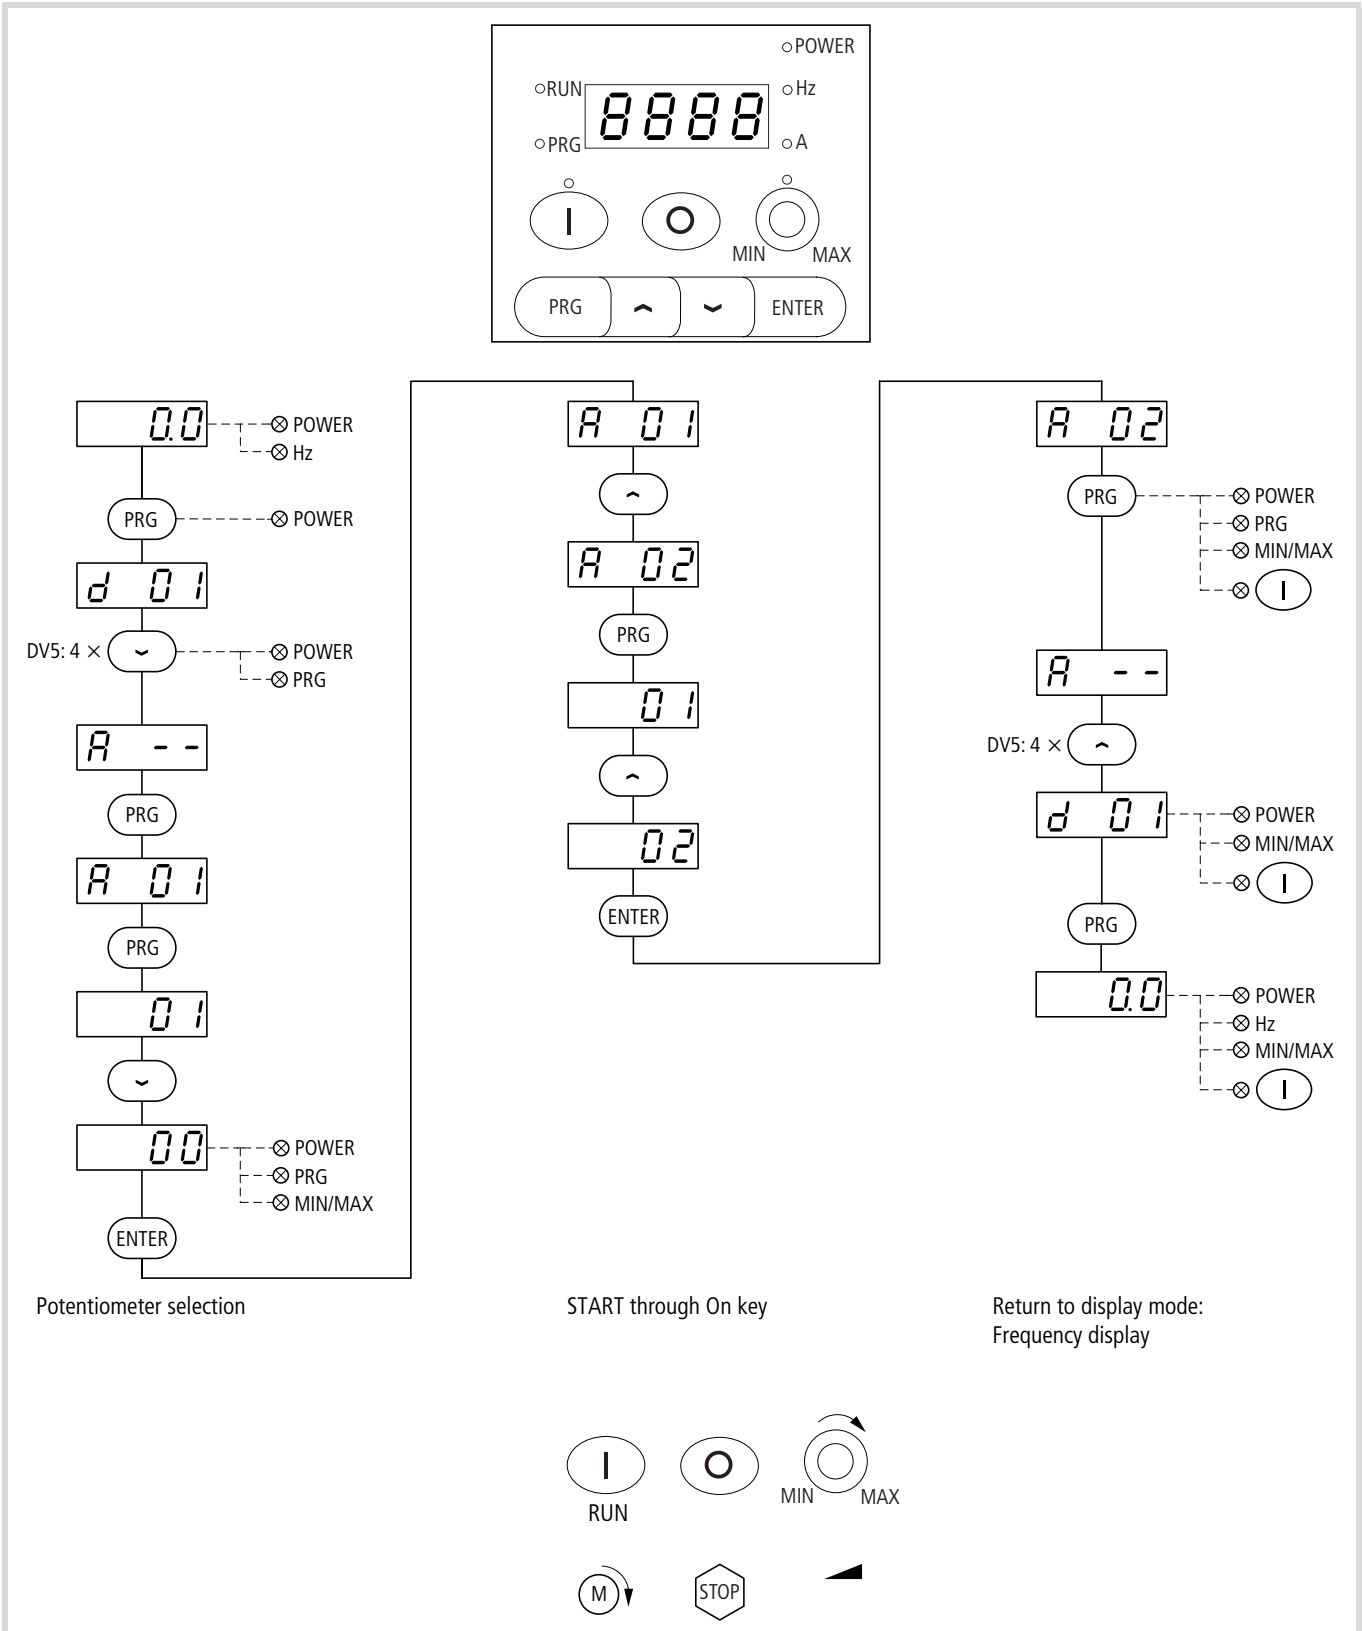 POWER
RUN 8888 Hz
PRG A
I O
MIN MAX
PRG ENTER
0.0 POWER
Hz
PRG POWER
d 01
DV5: 4 × POWER
PRG
A --
PRG
A 01
PRG
01
00 POWER
PRG
MIN/MAX
ENTER
Potentiometer selection
A 01
A 02
PRG
01
02
ENTER
START through On key
A 02
PRG POWER
PRG
MIN/MAX
I
A --
DV5: 4 ×
d 01 POWER
MIN/MAX
I
PRG
0.0 POWER
Hz
MIN/MAX
I
Return to display mode:
Frequency display
I O
MIN MAX
RUN
M STOP